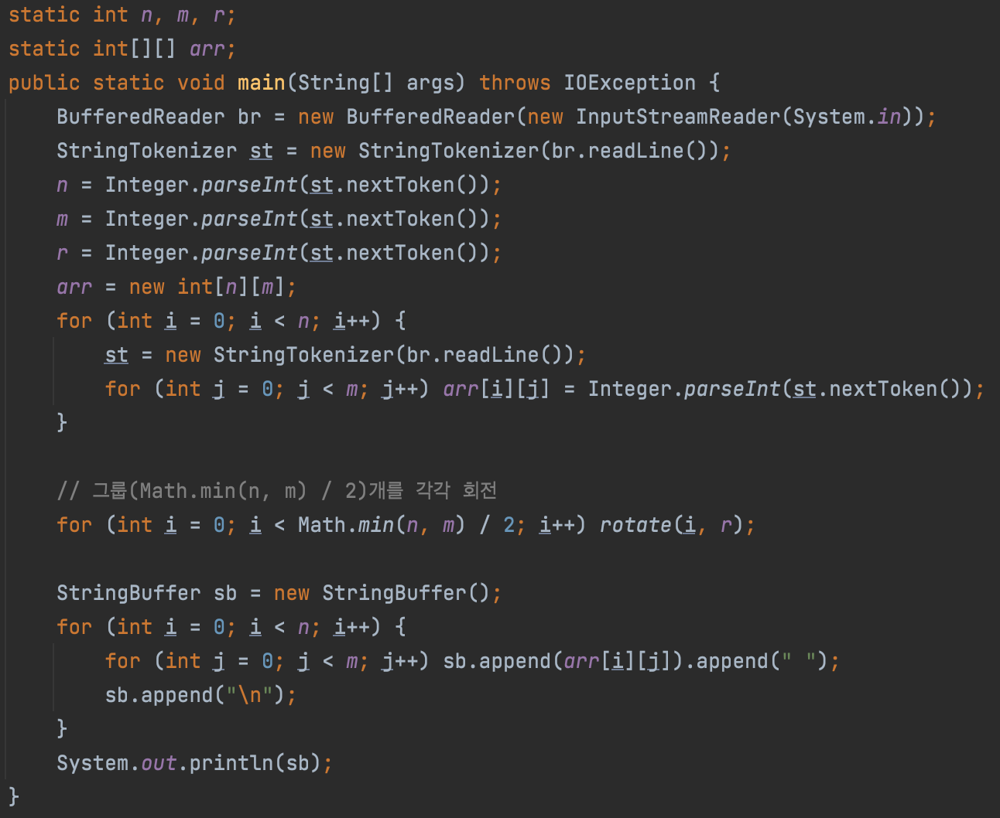 static int n, m, r;
static int[][] arr;
public static void main(String[] args) throws IOException {
    BufferedReader br = new BufferedReader(new InputStreamReader(System.in));
    StringTokenizer st = new StringTokenizer(br.readLine());
    n = Integer.parseInt(st.nextToken());
    m = Integer.parseInt(st.nextToken());
    r = Integer.parseInt(st.nextToken());
    arr = new int[n][m];
    for (int i = 0; i < n; i++) {
        st = new StringTokenizer(br.readLine());
        for (int j = 0; j < m; j++) arr[i][j] = Integer.parseInt(st.nextToken());
    }

    // 그룹(Math.min(n, m) / 2)개를 각각 회전
    for (int i = 0; i < Math.min(n, m) / 2; i++) rotate(i, r);

    StringBuffer sb = new StringBuffer();
    for (int i = 0; i < n; i++) {
        for (int j = 0; j < m; j++) sb.append(arr[i][j]).append(" ");
        sb.append("\n");
    }
    System.out.println(sb);
}